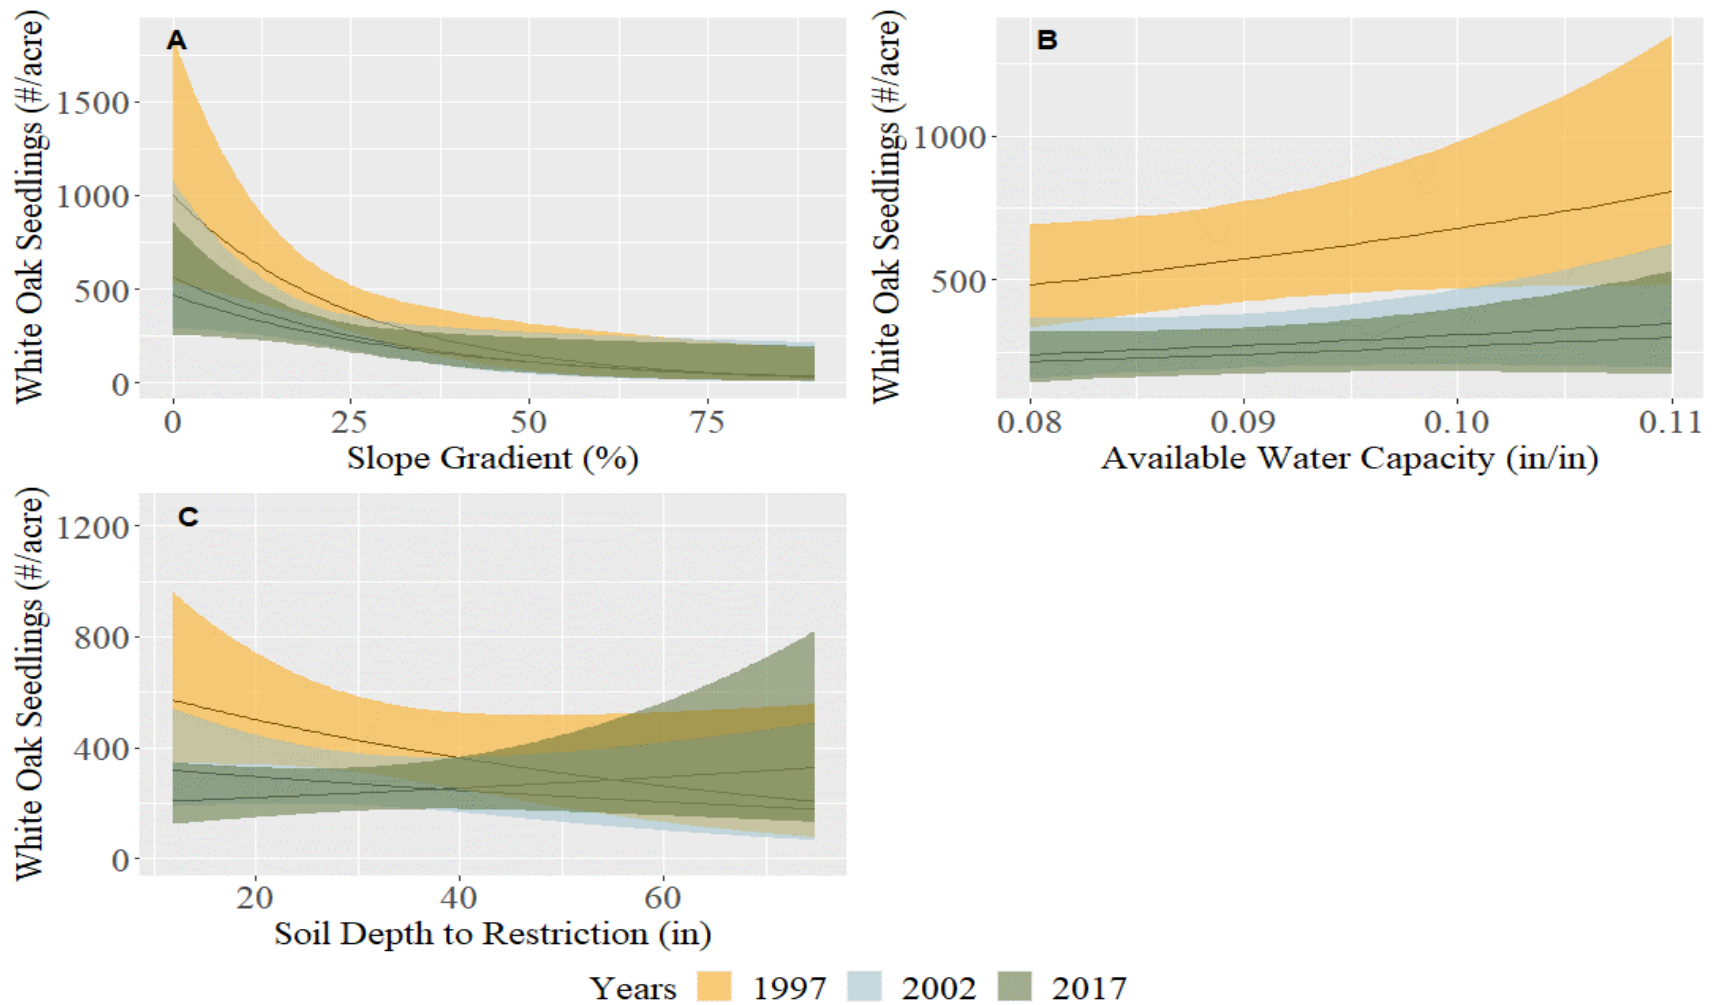 A
White Oak Seedlings (#/acre)
1500
1000
500
0
0 25 50 75
Slope Gradient (%)
B
White Oak Seedlings (#/acre)
1000
500
0.08 0.09 0.10 0.11
Available Water Capacity (in/in)
C
White Oak Seedlings (#/acre)
1200
800
400
0
20 40 60
Soil Depth to Restriction (in)
Years 1997 2002 2017